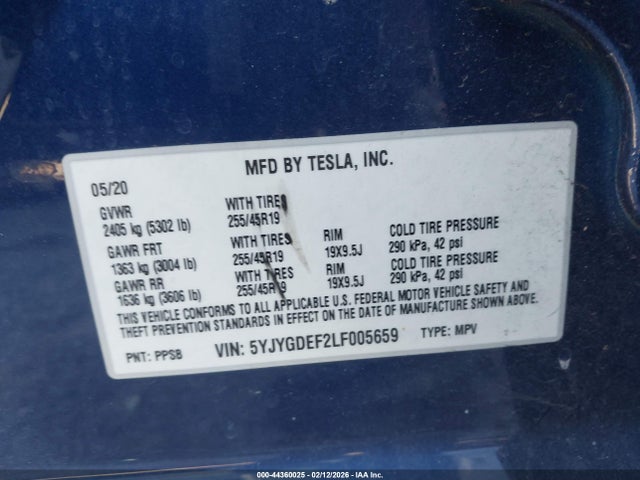 MFD BY TESLA, INC.
05/20
GVWR WITH TIRES
2405 kg (5302 lb) 255/45R19
GAWR FRT WITH TIRES RIM COLD TIRE PRESSURE
1363 kg (3004 lb) 255/45R19 19X9.5J 290 kPa, 42 psi
GAWR RR WITH TIRES RIM COLD TIRE PRESSURE
1636 kg (3606 lb) 255/45R19 19X9.5J 290 kPa, 42 psi
THIS VEHICLE CONFORMS TO ALL APPLICABLE U.S. FEDERAL MOTOR VEHICLE SAFETY AND
THEFT PREVENTION STANDARDS IN EFFECT ON THE DATE OF MANUFACTURE SHOWN ABOVE.
PNT: PPSB VIN: 5YJYGDEF2LF005659 TYPE: MPV
000-44360025 - 02/12/2026 - IAA Inc.